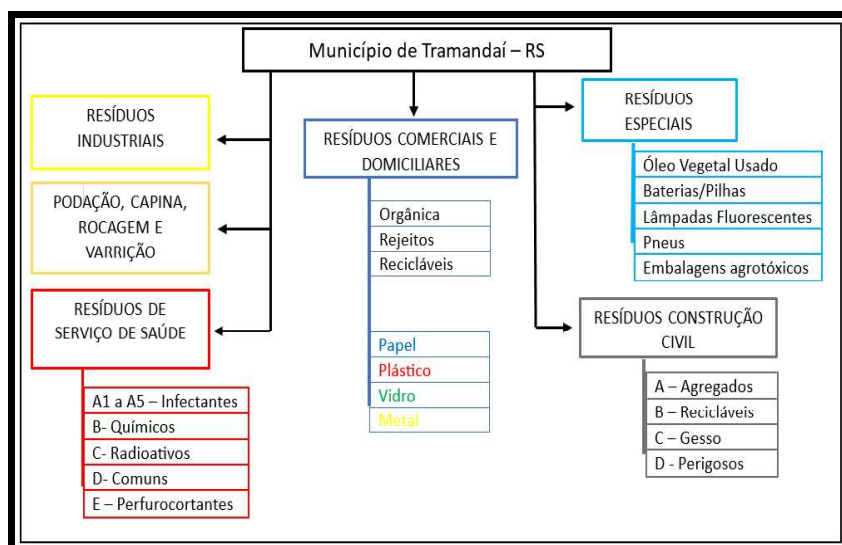 Município de Tramandaí – RS
RESÍDUOS
INDUSTRIAIS
PODAÇÃO, CAPINA,
ROCAGEM E
VARRIÇÃO
RESÍDUOS DE
SERVIÇO DE SAÚDE
A1 a A5 – Infectantes
B- Químicos
C- Radioativos
D- Comuns
E – Perfurocortantes
RESÍDUOS COMERCIAIS E
DOMICILIARES
Orgânica
Rejeitos
Recicláveis
Papel
Plástico
Vidro
Metal
RESÍDUOS
ESPECIAIS
Óleo Vegetal Usado
Baterias/Pilhas
Lâmpadas Fluorescentes
Pneus
Embalagens agrotóxicos
RESÍDUOS CONSTRUÇÃO
CIVIL
A – Agregados
B – Recicláveis
C – Gesso
D - Perigosos